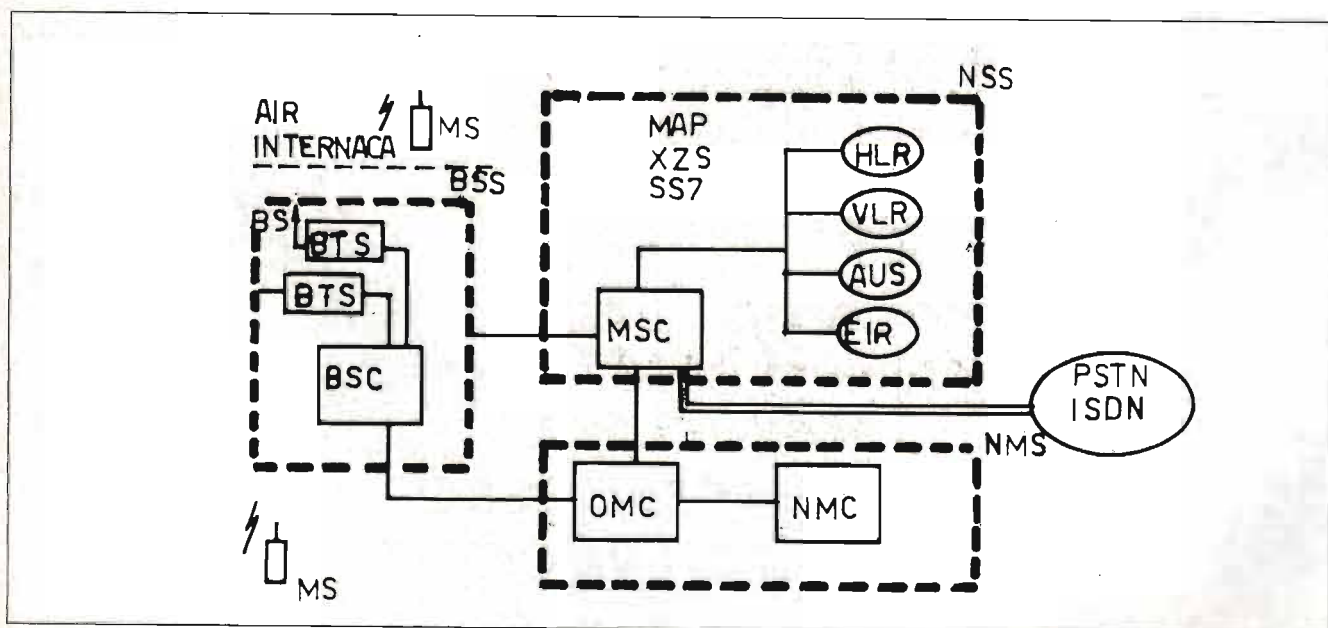 AIR
INTERNACA
MS
BSS
BS
BTS
BTS
BSC
MS
NSS
MAP
XZS
SS7
HLR
VLR
AUS
EIR
MSC
PSTN
ISDN
NMS
OMC
NMC